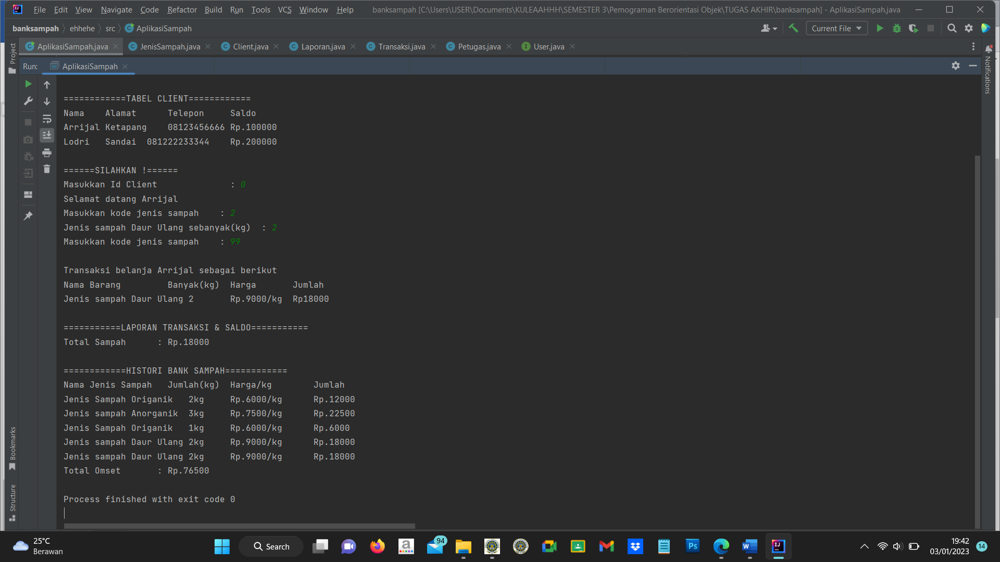 File Edit View Navigate Code Refactor Build Run Tools VCS Window Help banksampah [C:\Users\USER\Documents\KULEAAHHH\SEMESTER 3\Pemograman Berorientasi Objek\TUGAS AKHIR\banksampah] - AplikasiSampah.java
banksampah ehhehe src AplikasiSampah Current File
AplikasiSampah.java JenisSampah.java Client.java Laporan.java Transaksi.java Petugas.java User.java
Project
Notifications
Run: AplikasiSampah
============TABEL CLIENT============
Nama Alamat Telepon Saldo
Arrijal Ketapang 08123456666 Rp.100000
Lodri Sandai 081222233344 Rp.200000
======SILAHKAN !======
Masukkan Id Client : 0
Selamat datang Arrijal
Masukkan kode jenis sampah : 2
Jenis sampah Daur Ulang sebanyak(kg) : 2
Masukkan kode jenis sampah : 99
Transaksi belanja Arrijal sebagai berikut
Nama Barang Banyak(kg) Harga Jumlah
Jenis sampah Daur Ulang 2 Rp.9000/kg Rp18000
===========LAPORAN TRANSAKSI & SALDO===========
Total Sampah : Rp.18000
============HISTORI BANK SAMPAH============
Nama Jenis Sampah Jumlah(kg) Harga/kg Jumlah
Jenis Sampah Origanik 2kg Rp.6000/kg Rp.12000
Jenis sampah Anorganik 3kg Rp.7500/kg Rp.22500
Jenis Sampah Origanik 1kg Rp.6000/kg Rp.6000
Jenis sampah Daur Ulang 2kg Rp.9000/kg Rp.18000
Jenis sampah Daur Ulang 2kg Rp.9000/kg Rp.18000
Total Omset : Rp.76500
Process finished with exit code 0
Bookmarks
Structure
25°C
Berawan
Search
94
19:42
03/01/2023
14